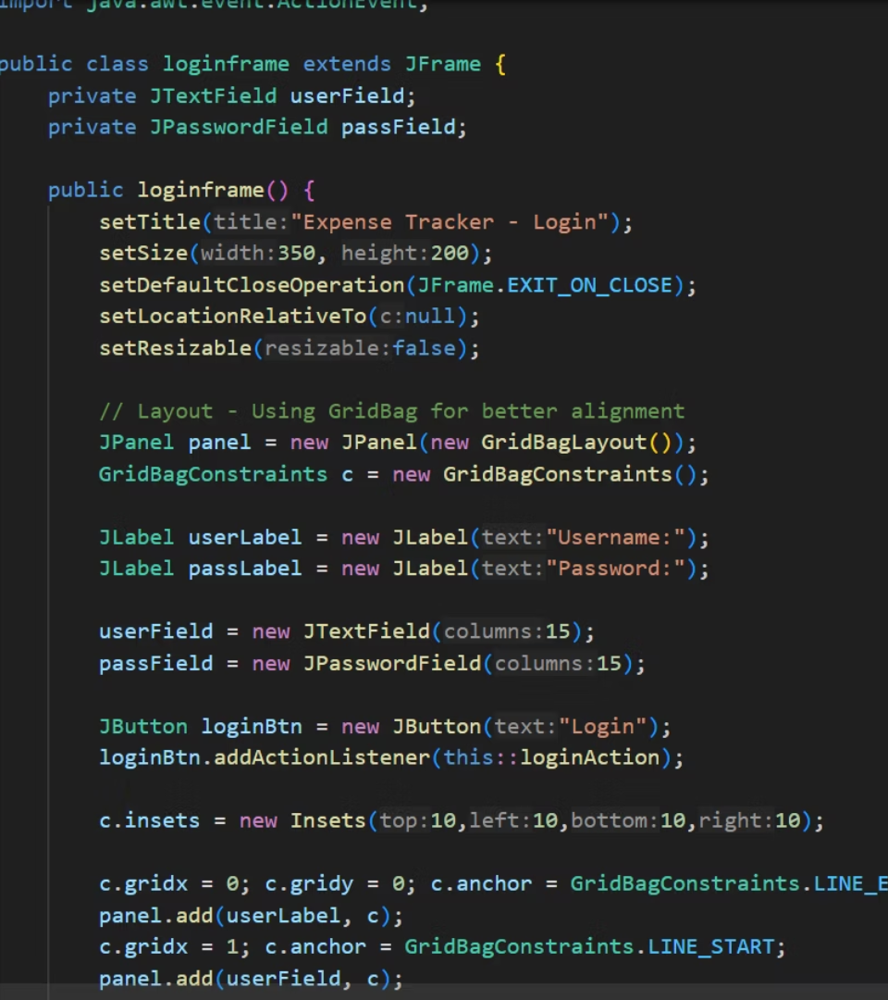 import java.awt.event.ActionEvent;
public class loginframe extends JFrame {
private JTextField userField;
private JPasswordField passField;
public loginframe() {
setTitle(title:"Expense Tracker - Login");
setSize(width:350, height:200);
setDefaultCloseOperation(JFrame.EXIT_ON_CLOSE);
setLocationRelativeTo(c:null);
setResizable(resizable:false);
// Layout - Using GridBag for better alignment
JPanel panel = new JPanel(new GridBagLayout());
GridBagConstraints c = new GridBagConstraints();
JLabel userLabel = new JLabel(text:"Username:");
JLabel passLabel = new JLabel(text:"Password:");
userField = new JTextField(columns:15);
passField = new JPasswordField(columns:15);
JButton loginBtn = new JButton(text:"Login");
loginBtn.addActionListener(this::loginAction);
c.insets = new Insets(top:10,left:10,bottom:10,right:10);
c.gridx = 0; c.gridy = 0; c.anchor = GridBagConstraints.LINE_E
panel.add(userLabel, c);
c.gridx = 1; c.anchor = GridBagConstraints.LINE_START;
panel.add(userField, c);